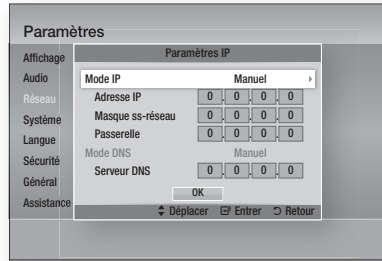 Paramètres
Affichage
Audio
Réseau
Système
Langue
Sécurité
Général
Assistance
Paramètres IP
Mode IP Manuel
Adresse IP 0 . 0 . 0 . 0
Masque ss-réseau 0 . 0 . 0 . 0
Passerelle 0 . 0 . 0 . 0
Mode DNS Manuel
Serveur DNS 0 . 0 . 0 . 0
OK
Déplacer Entrer Retour